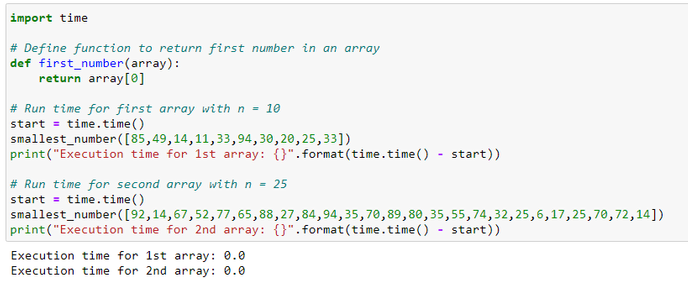 import time
# Define function to return first number in an array
def first_number(array):
    return array[0]
# Run time for first array with n = 10
start = time.time()
smallest_number([85,49,14,11,33,94,30,20,25,33])
print("Execution time for 1st array: {}".format(time.time() - start))
# Run time for second array with n = 25
start = time.time()
smallest_number([92,14,67,52,77,65,88,27,84,94,35,70,89,80,35,55,74,32,25,6,17,25,70,72,14])
print("Execution time for 2nd array: {}".format(time.time() - start))
Execution time for 1st array: 0.0
Execution time for 2nd array: 0.0